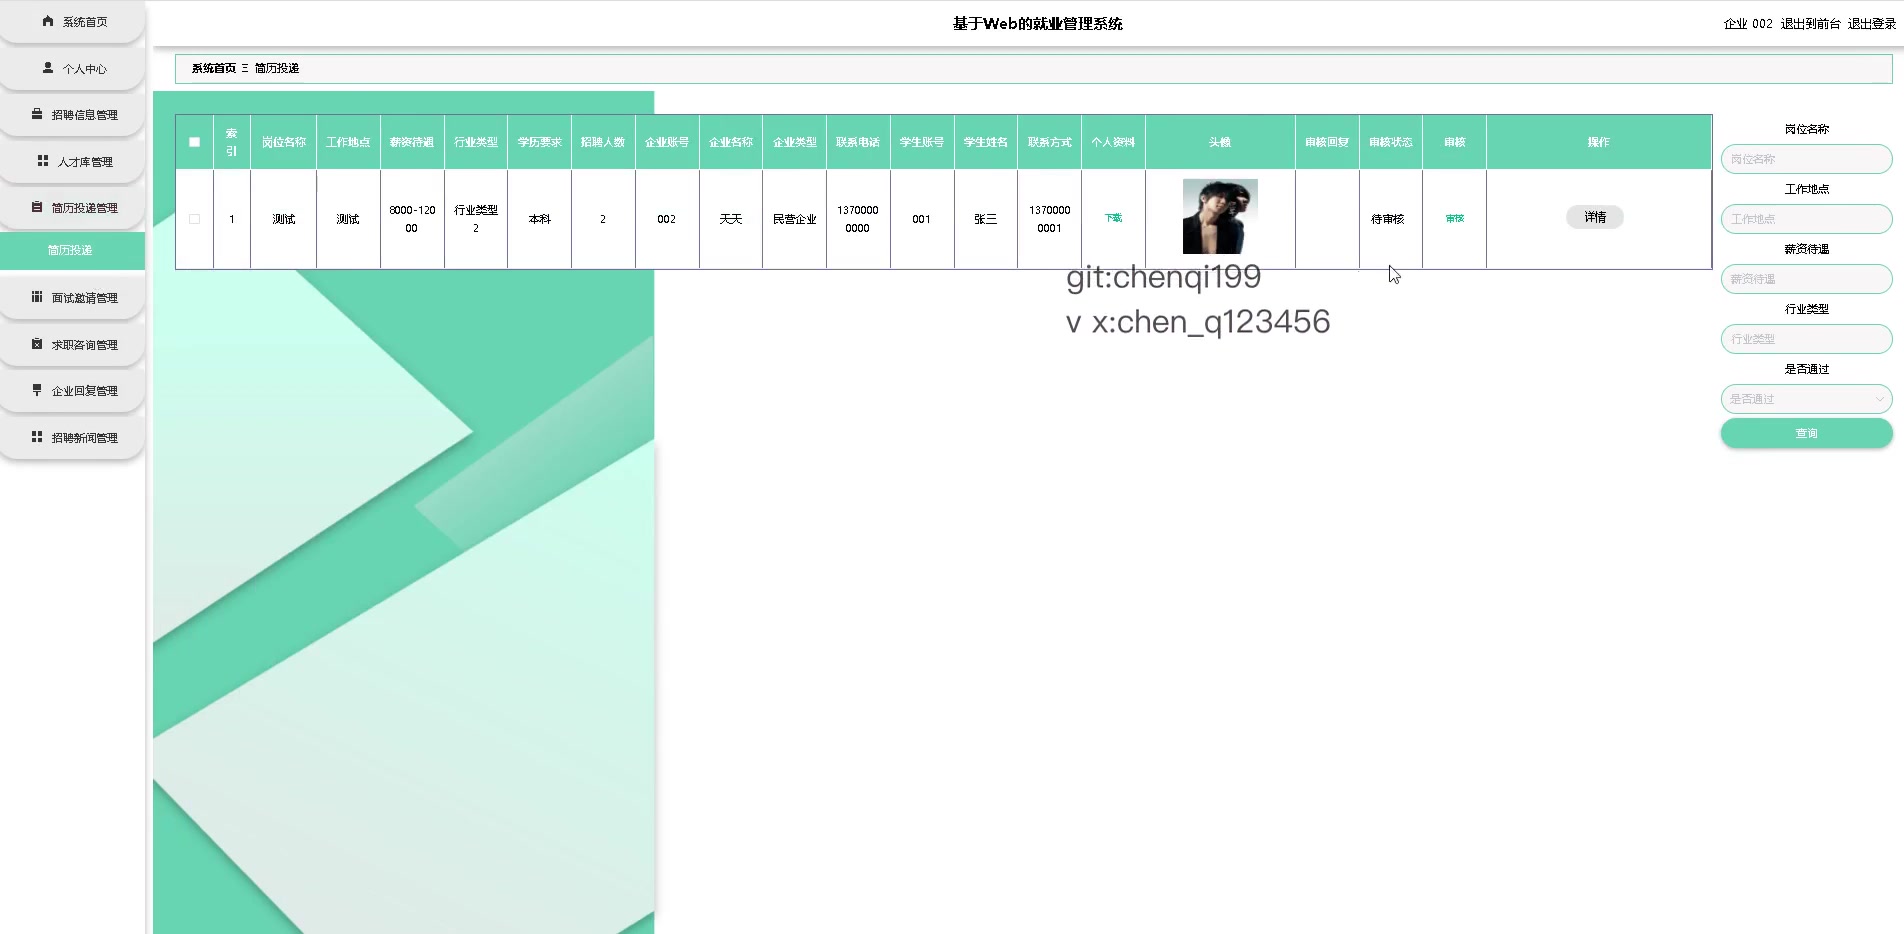 基于Web的就业管理系统
企业 002 退出到前台 退出登录
系统首页
个人中心
招聘信息管理
人才库管理
简历投递管理
简历投递
面试邀请管理
求职咨询管理
企业回复管理
招聘新闻管理
系统首页 Ξ 简历投递
索引 岗位名称 工作地点 薪资待遇 行业类型 学历要求 招聘人数 企业账号 企业名称 企业类型 联系电话 学生账号 学生姓名 联系方式 个人资料 头像 审核回复 审核状态 审核 操作
1 测试 测试 8000-12000 行业类型2 本科 2 002 天天 民营企业 13700000000 001 张三 13700000001 下载 待审核 审核 详情
git:chenqi199
v x:chen_q123456
岗位名称
岗位名称
工作地点
工作地点
薪资待遇
薪资待遇
行业类型
行业类型
是否通过
是否通过
查询